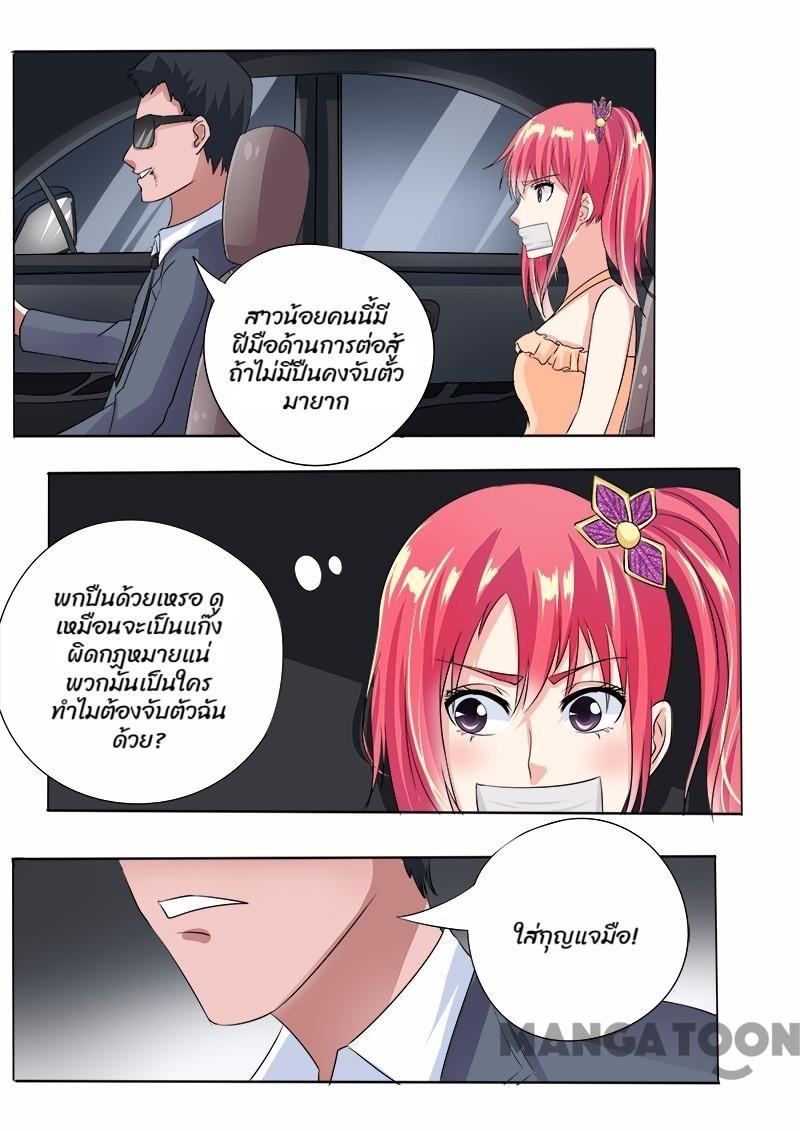 สาวน้อยคนนี้มี
ฝีมือด้านการต่อสู้
ถ้าไม่มีปืนคงจับตัว
มายาก
พกปืนด้วยเหรอ ดู
เหมือนจะเป็นแก๊ง
ผิดกฎหมายแน่
พวกมันเป็นใคร
ทำไมต้องจับตัวฉัน
ด้วย?
ใส่กุญแจมือ!
MANGATOON